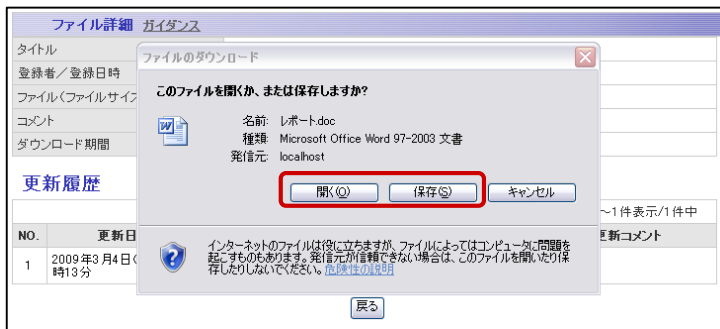 ファイル詳細 ガイダンス
タイトル
登録者／登録日時
ファイル(ファイルサイズ
コメント
ダウンロード期間
ファイルのダウンロード
このファイルを開くか、または保存しますか?
名前: レポート.doc
種類: Microsoft Office Word 97-2003 文書
発信元: localhost
開く(O) 保存(S) キャンセル
インターネットのファイルは役に立ちますが、ファイルによってはコンピュータに問題を
起こすものもあります。発信元が信頼できない場合は、このファイルを開いたり保
存したりしないでください。危険性の説明
更新履歴
～1件表示/1件中
NO. 更新日 更新コメント
1 2009年3月4日(
時13分
戻る